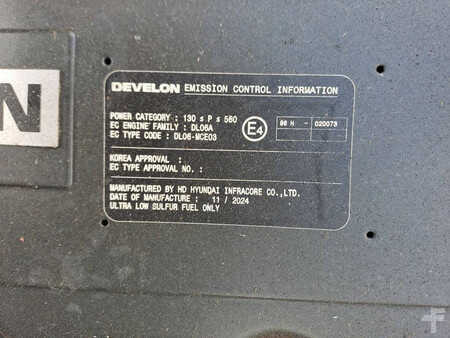 N
DEVELON EMISSION CONTROL INFORMATION
POWER CATEGORY : 130 ≤ P ≤ 560
EC ENGINE FAMILY : DL06A
EC TYPE CODE : DL06-MCE03
E4
96 H - 020073
KOREA APPROVAL :
EC TYPE APPROVAL NO. :
MANUFACTURED BY HD HYUNDAI INFRACORE CO., LTD.
DATE OF MANUFACTURE : 11 / 2024
ULTRA LOW SULFUR FUEL ONLY
F